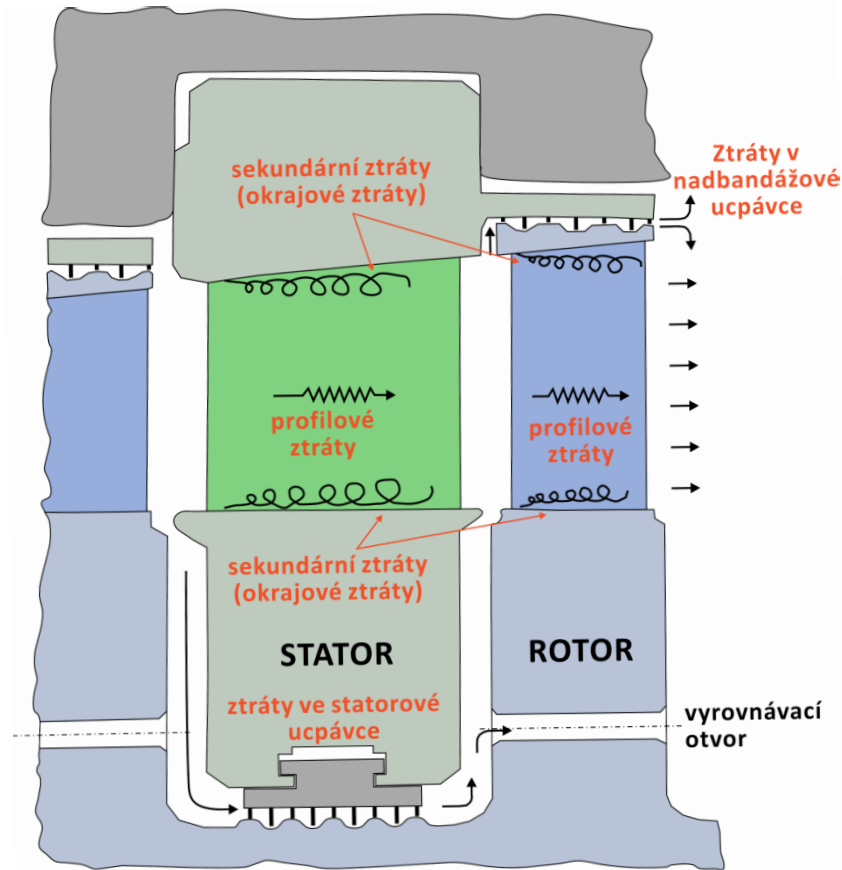 sekundární ztráty
(okrajové ztráty)
Ztráty v
nadbandážové
ucpávce
profilové
ztráty
profilové
ztráty
sekundární ztráty
(okrajové ztráty)
STATOR
ROTOR
ztráty ve statorové
ucpávce
vyrovnávací
otvor